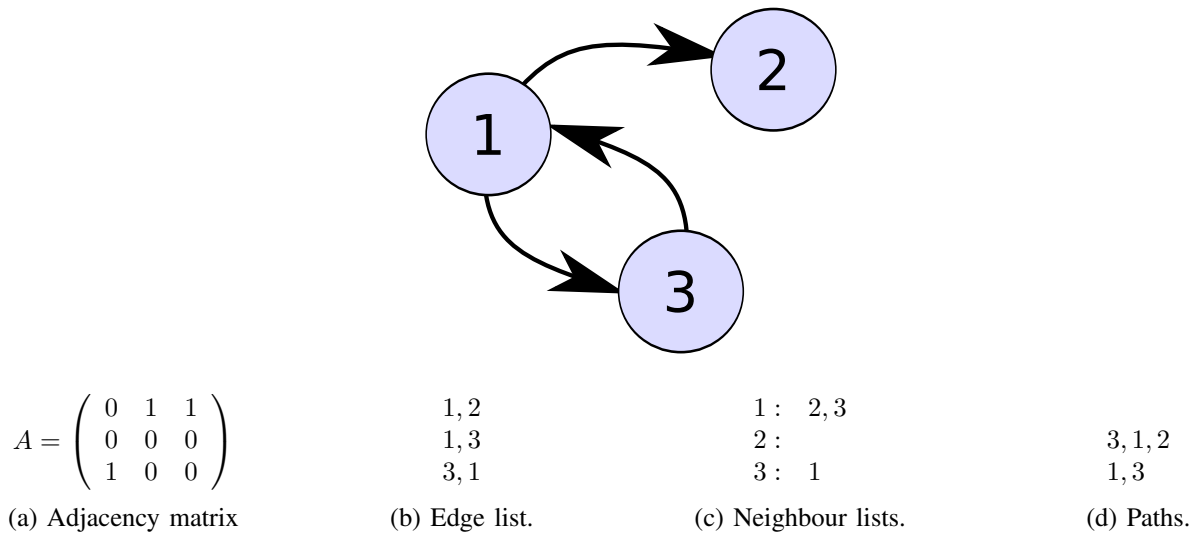 2
1
3
A = ( 0 1 1
0 0 0
1 0 0 )
(a) Adjacency matrix
1, 2
1, 3
3, 1
(b) Edge list.
1 : 2, 3
2 :
3 : 1
(c) Neighbour lists.
3, 1, 2
1, 3
(d) Paths.